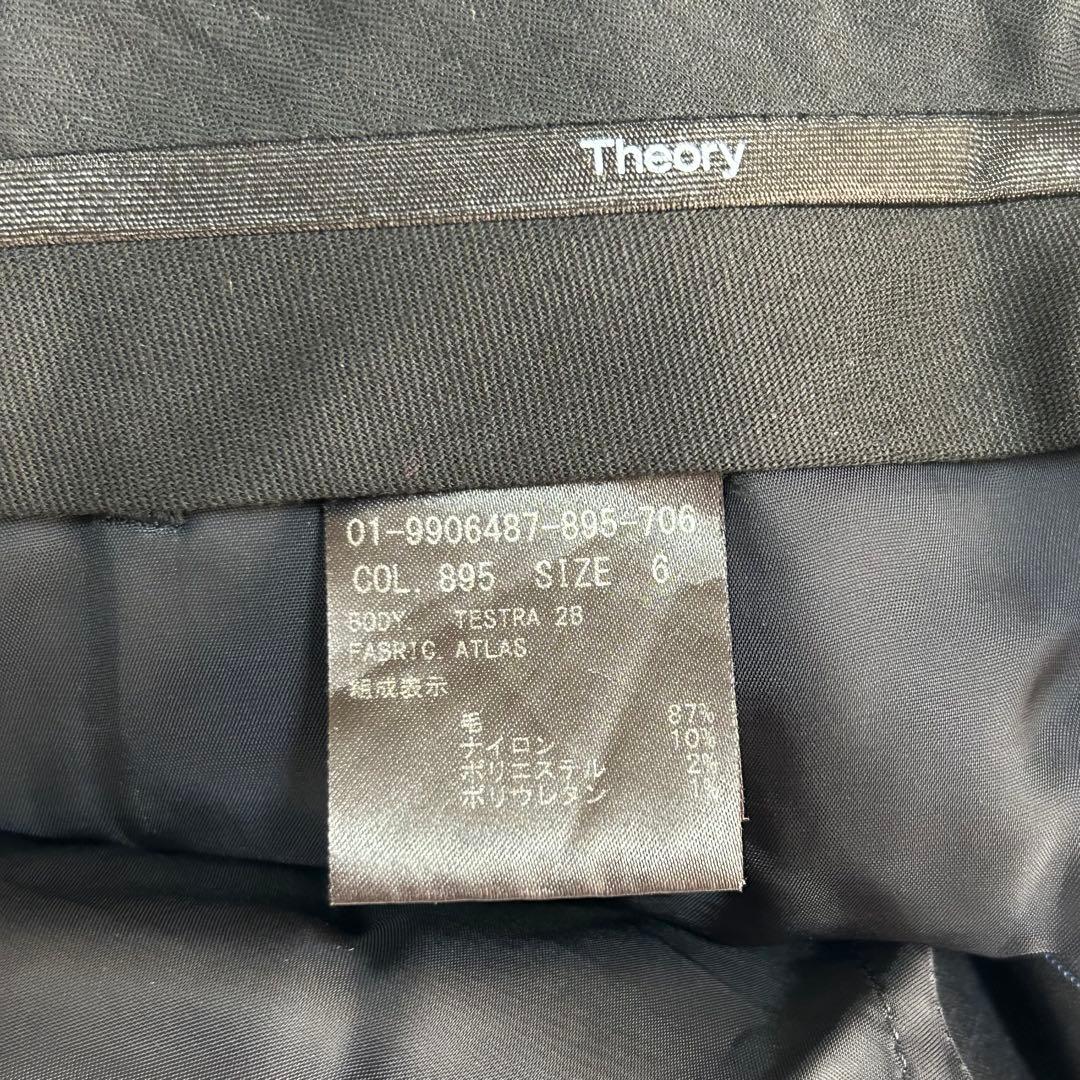 Theory
01-9906487-895-706
COL. 895 SIZE 6
BODY. TESTRA 2B
FABRIC. ATLAS
組成表示
毛 87%
ナイロン 10%
ポリエステル 2%
ポリウレタン 1%